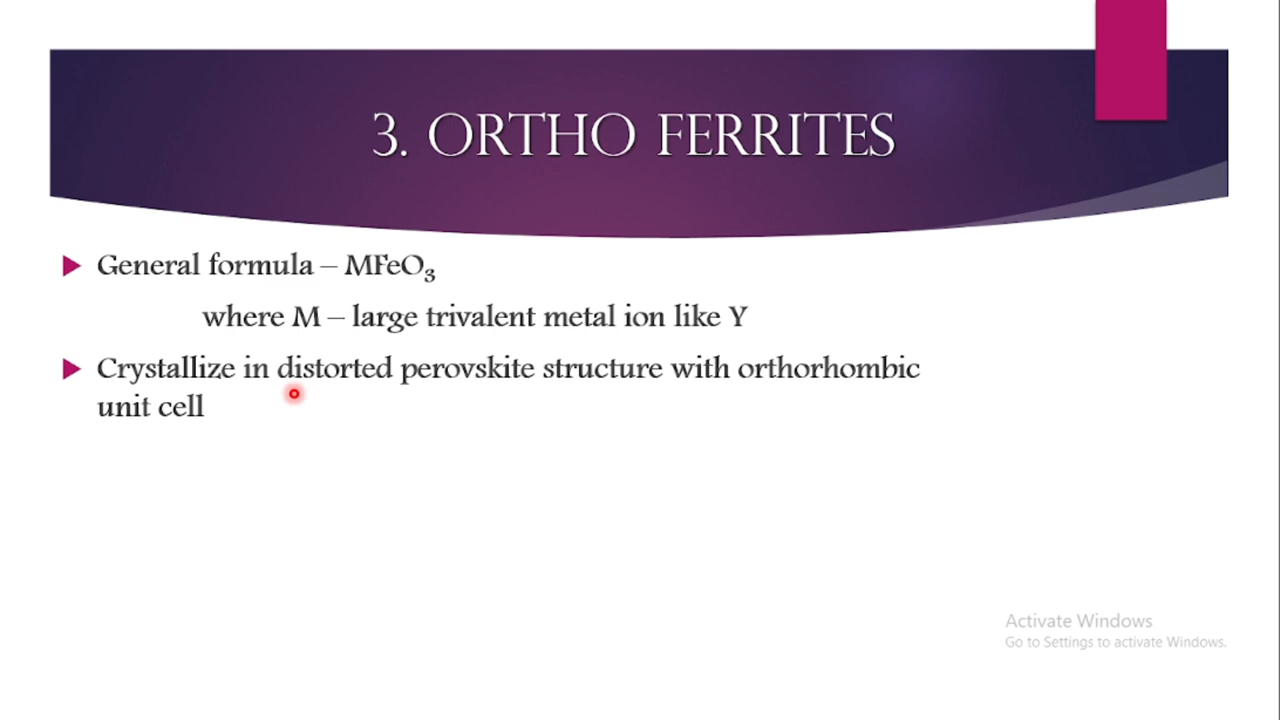 3. ORTHO FERRITES
General formula – MFeO₃
where M – large trivalent metal ion like Y
Crystallize in distorted perovskite structure with orthorhombic
unit cell
Activate Windows
Go to Settings to activate Windows.